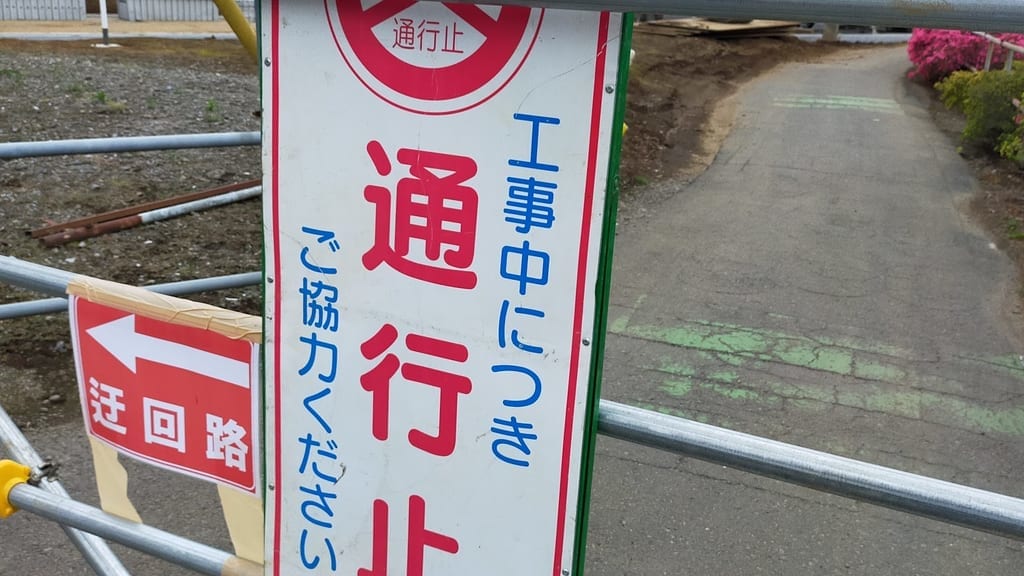 通行止
工事中につき
通行止
ご協力ください
迂回路